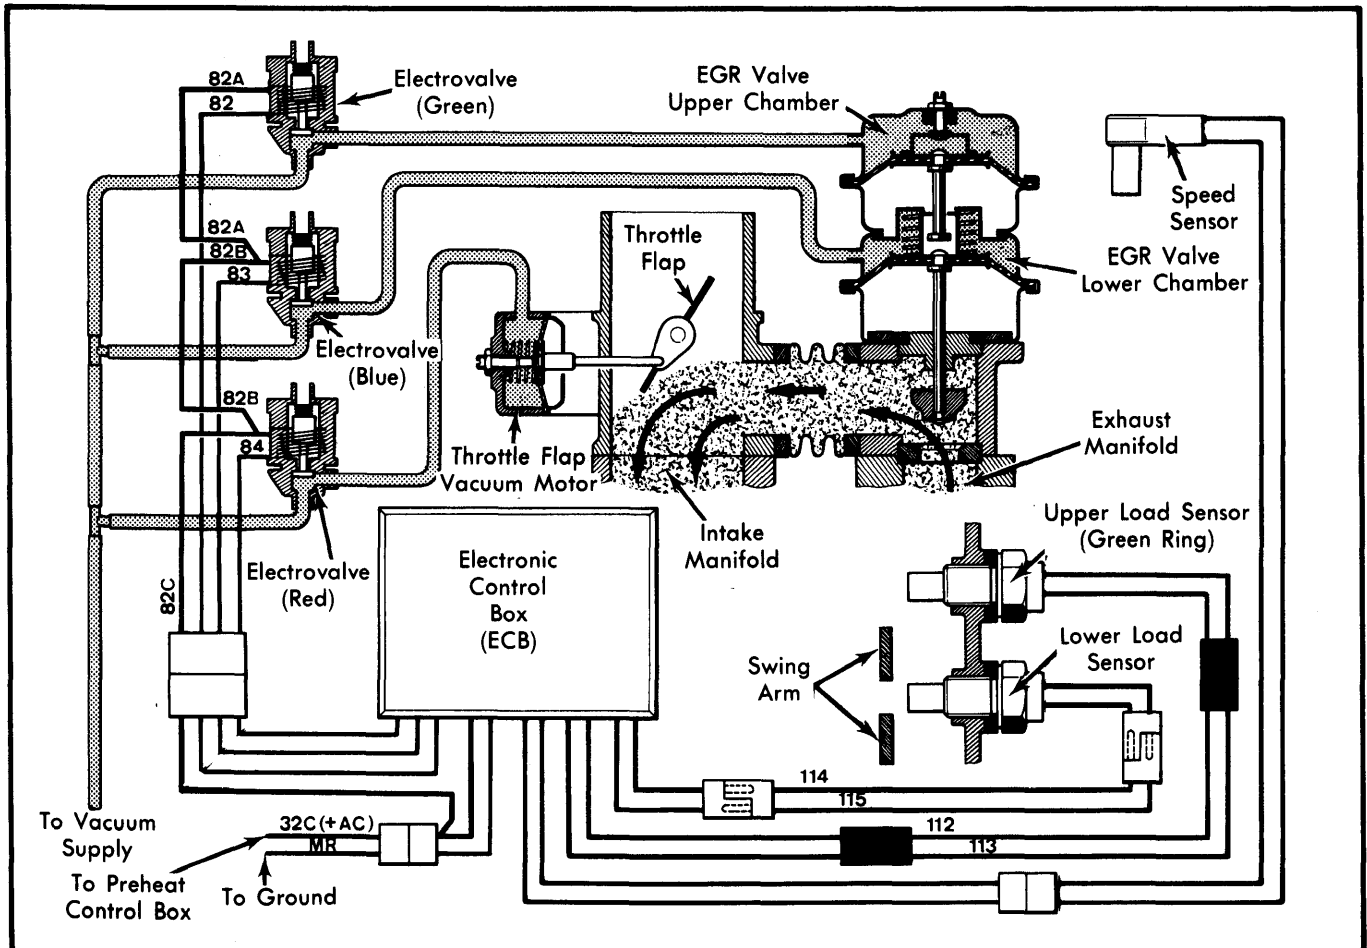 82A
82
Electrovalve
(Green)
EGR Valve
Upper Chamber
Speed
Sensor
82A
82B
83
Throttle
Flap
EGR Valve
Lower Chamber
Electrovalve
(Blue)
82B
84
Throttle Flap
Vacuum Motor
Exhaust
Manifold
Intake
Manifold
Upper Load Sensor
(Green Ring)
Electrovalve
(Red)
82C
Electronic
Control
Box
(ECB)
Lower Load
Sensor
Swing
Arm
114
115
To Vacuum
Supply
32C(+AC)
MR
112
113
To Preheat
Control Box
To Ground